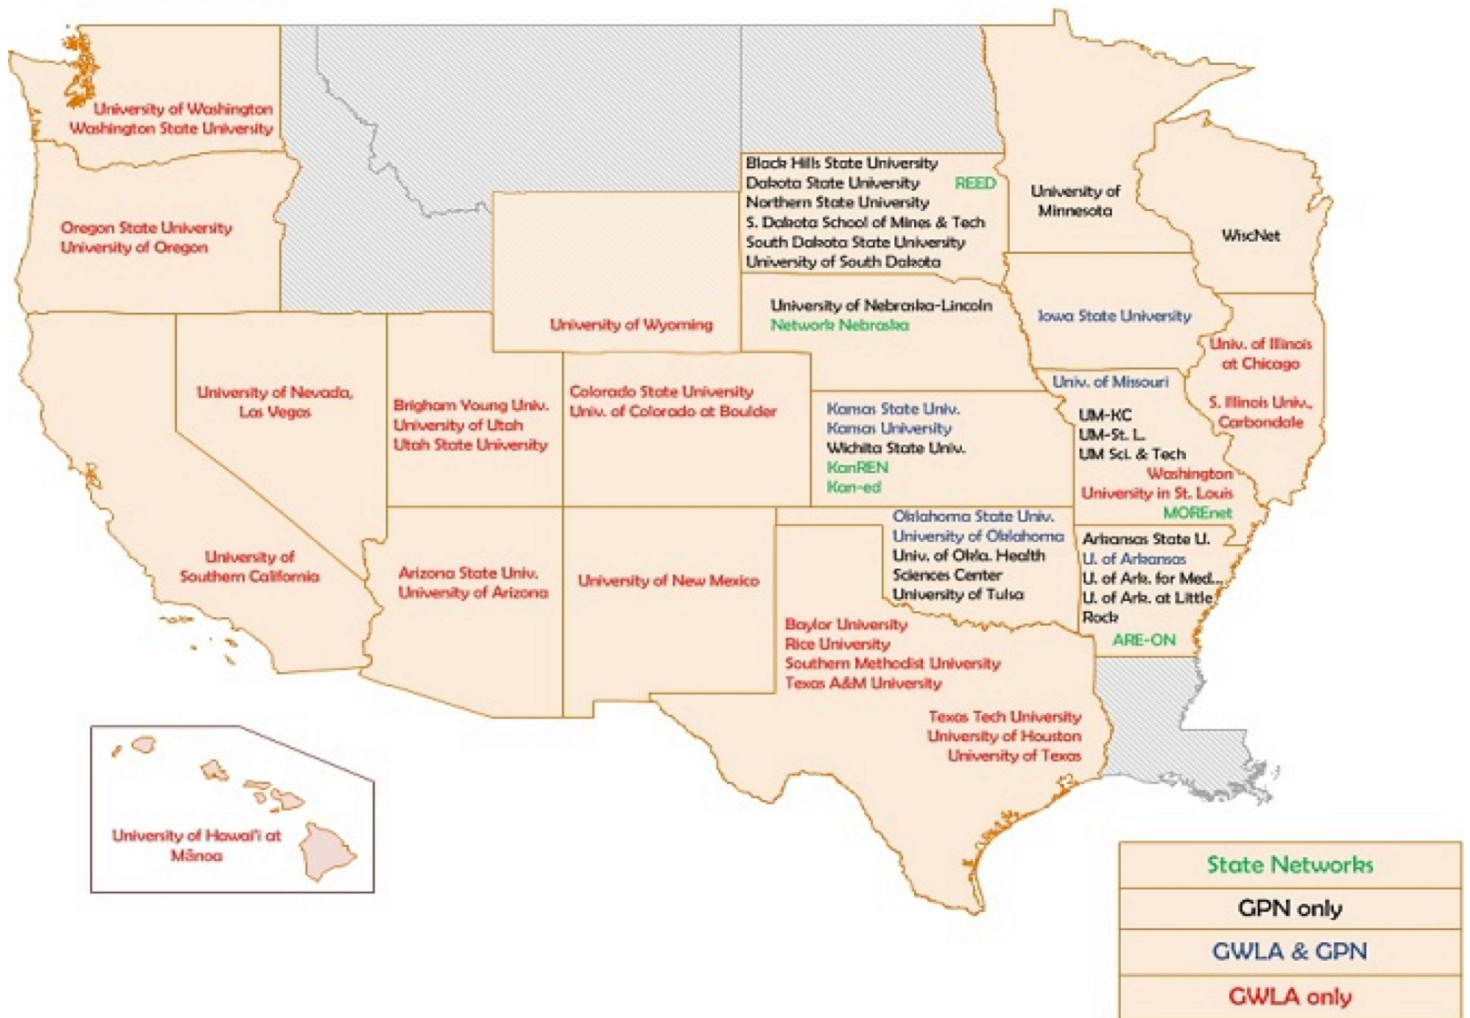 University of Washington
Washington State University
Oregon State University
University of Oregon
University of Nevada,
Las Vegas
University of
Southern California
Brigham Young Univ.
University of Utah
Utah State University
Arizona State Univ.
University of Arizona
University of Wyoming
Colorado State University
Univ. of Colorado at Boulder
University of New Mexico
Black Hills State University
Dakota State University REED
Northern State University
S. Dakota School of Mines & Tech
South Dakota State University
University of South Dakota
University of Nebraska-Lincoln
Network Nebraska
Kansas State Univ.
Kansas University
Wichita State Univ.
KanREN
Kan-ed
Oklahoma State Univ.
University of Oklahoma
Univ. of Okla. Health
Sciences Center
University of Tulsa
Baylor University
Rice University
Southern Methodist University
Texas A&M University
Texas Tech University
University of Houston
University of Texas
University of
Minnesota
WiscNet
Iowa State University
Univ. of Illinois
at Chicago
S. Illinois Univ.,
Carbondale
Univ. of Missouri
UM-KC
UM-St. L.
UM Sci. & Tech
Washington
University in St. Louis
MOREnet
Arkansas State U.
U. of Arkansas
U. of Ark. for Med...
U. of Ark. at Little
Rock
ARE-ON
University of Hawai'i at
Mānoa
State Networks
GPN only
GWLA & GPN
GWLA only